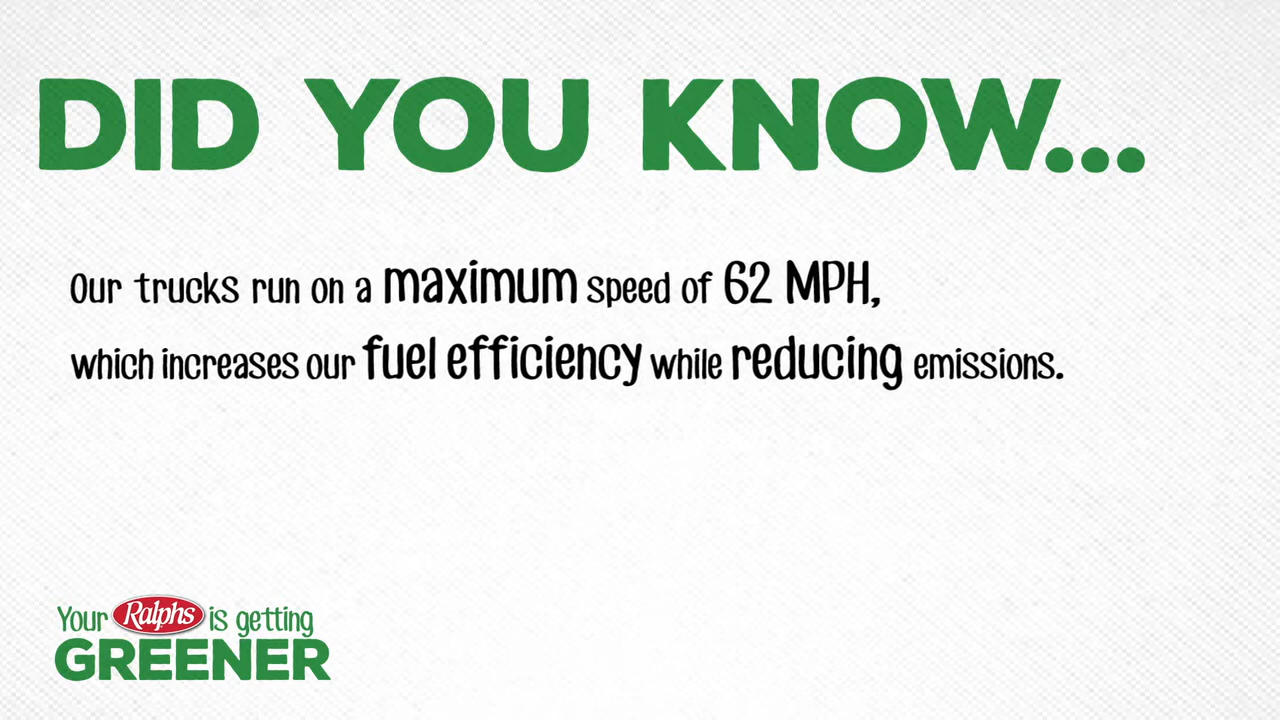 DID YOU KNOW...
Our trucks run on a maximum speed of 62 MPH,
which increases our fuel efficiency while reducing emissions.
Your Ralphs is getting
GREENER